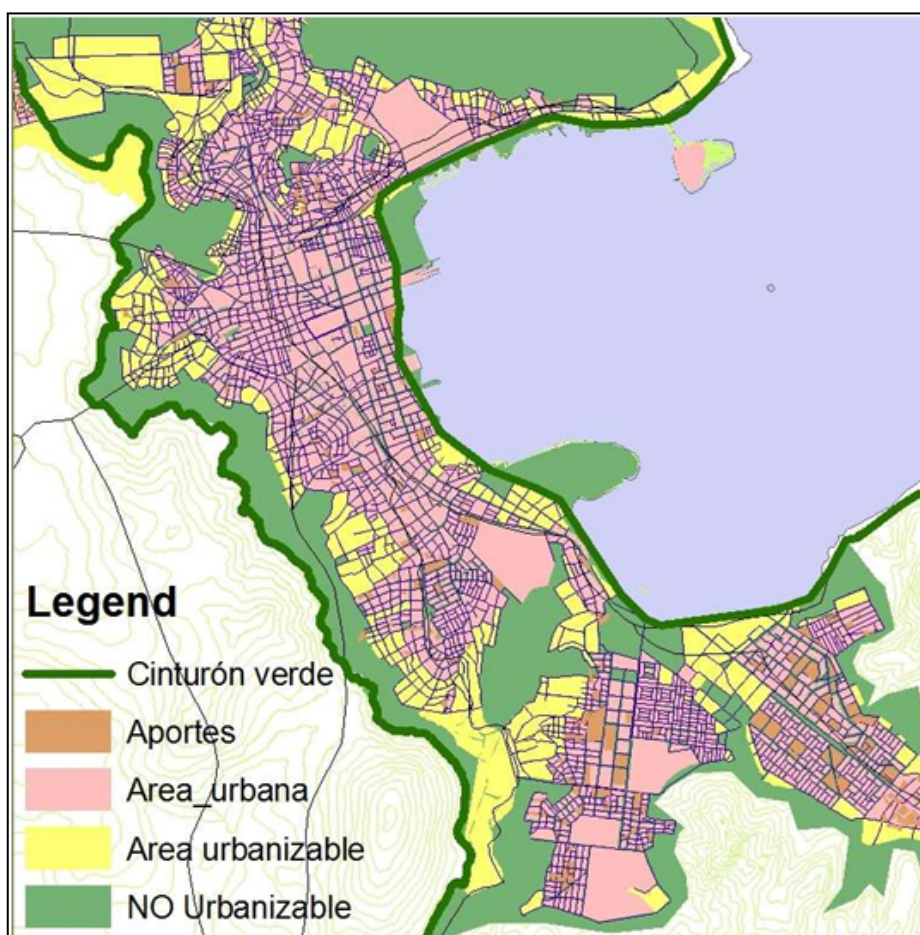 Legend
Cinturón verde
Aportes
Area_urbana
Area urbanizable
NO Urbanizable